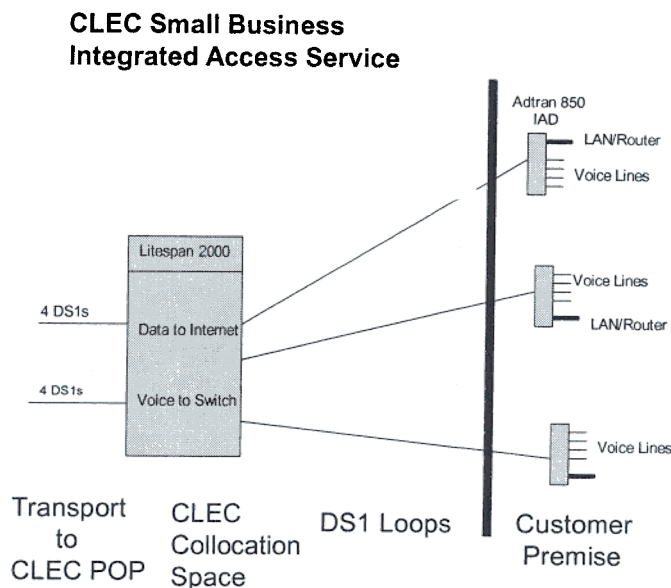 CLEC Small Business
Integrated Access Service
Adtran 850
IAD
LAN/Router
Voice Lines
Litespan 2000
4 DS1s
Data to Internet
4 DS1s
Voice to Switch
Voice Lines
LAN/Router
Voice Lines
Transport
to
CLEC POP
CLEC
Collocation
Space
DS1 Loops
Customer
Premise